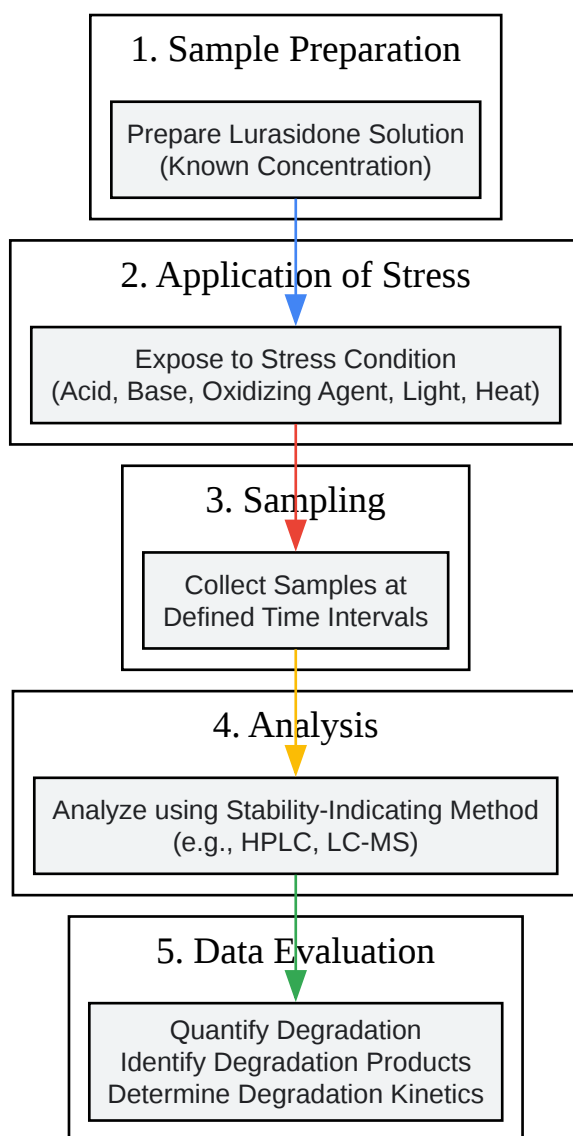 1. Sample Preparation
Prepare Lurasidone Solution
(Known Concentration)
2. Application of Stress
Expose to Stress Condition
(Acid, Base, Oxidizing Agent, Light, Heat)
3. Sampling
Collect Samples at
Defined Time Intervals
4. Analysis
Analyze using Stability-Indicating Method
(e.g., HPLC, LC-MS)
5. Data Evaluation
Quantify Degradation
Identify Degradation Products
Determine Degradation Kinetics